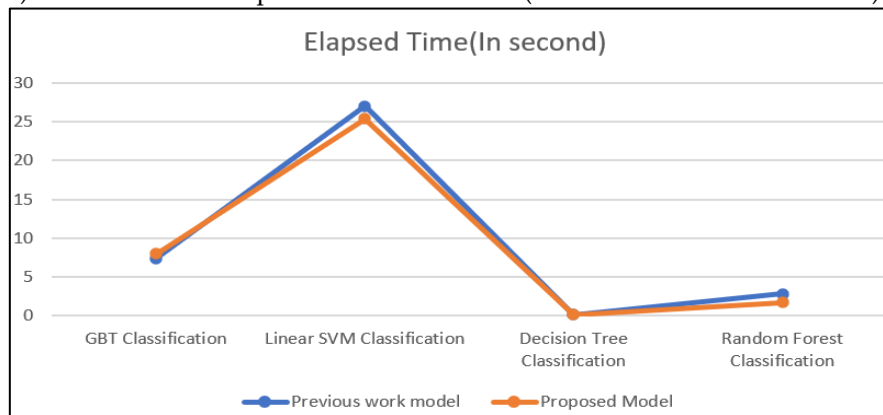 Elapsed Time(In second)
30
25
20
15
10
5
0
GBT Classification
Linear SVM Classification
Decision Tree
Classification
Random Forest
Classification
Previous work model
Proposed Model